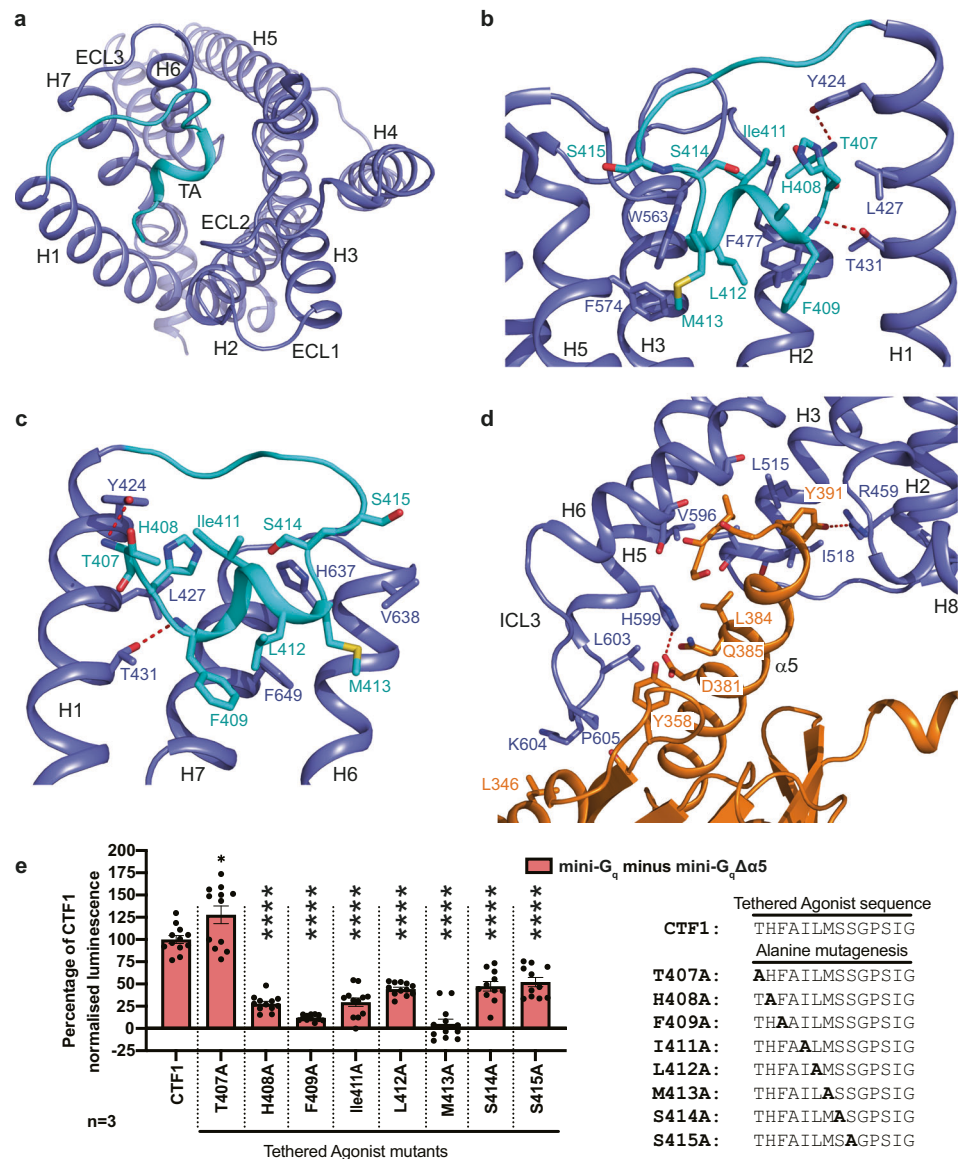 a
ECL3
H5
H7
H6
H4
TA
ECL2
H1
H3
H2
ECL1
b
Y424
Ile411
S415
S414
T407
H408
L427
W563
F477
T431
F574
L412
F409
M413
H5
H3
H2
H1
c
Y424
S415
H408
Ile411
S414
T407
H637
L427
V638
T431
L412
M413
F649
H1
F409
H7
H6
d
H3
L515
H6
Y391
R459
H2
V596
H5
I518
H8
ICL3
H599
L384
L603
Q385
α5
D381
Y358
K604
P605
L346
e
mini-Gq minus mini-GqΔα5
Percentage of CTF1
normalised luminescence
200
175
150
125
100
75
50
25
0
-25
*
****
****
****
****
****
****
****
CTF1
T407A
H408A
F409A
Ile411A
L412A
M413A
S414A
S415A
n=3
Tethered Agonist mutants
Tethered Agonist sequence
CTF1: THFAILMSSGPSIG
Alanine mutagenesis
T407A: AHFAILMSSGPSIG
H408A: TAFAILMSSGPSIG
F409A: THAAILMSSGPSIG
I411A: THFAALMSSGPSIG
L412A: THFAIAMSSGPSIG
M413A: THFAILASSGPSIG
S414A: THFAILMASGPSIG
S415A: THFAILMSAGPSIG